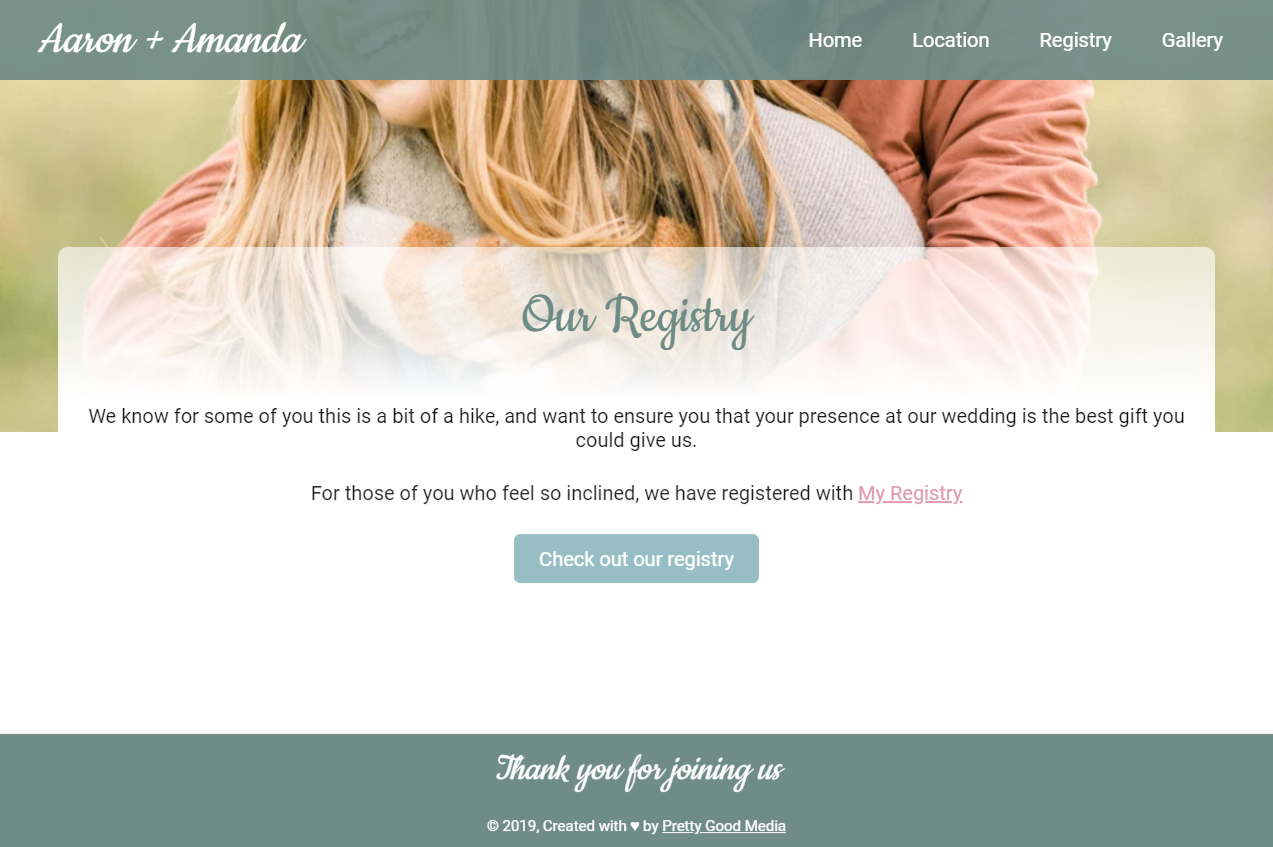 Aaron + Amanda
Home Location Registry Gallery
Our Registry
We know for some of you this is a bit of a hike, and want to ensure you that your presence at our wedding is the best gift you
could give us.
For those of you who feel so inclined, we have registered with My Registry
Check out our registry
Thank you for joining us
© 2019, Created with ♥ by Pretty Good Media